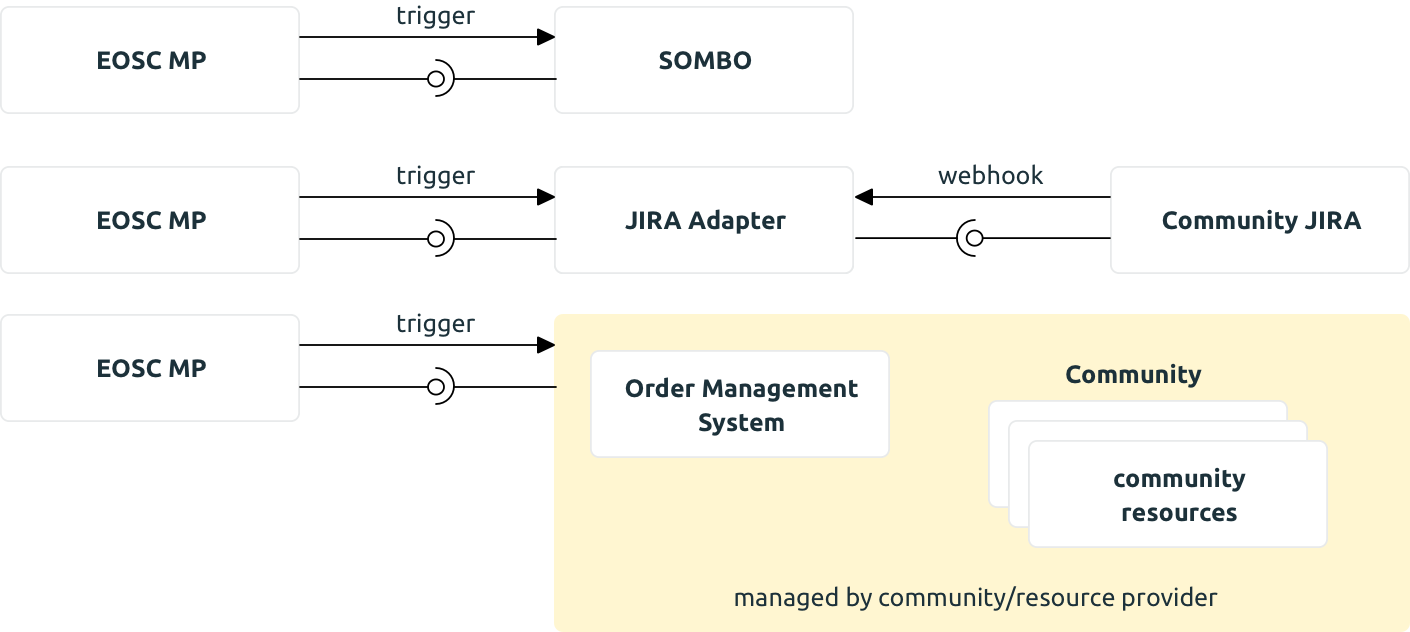 trigger
EOSC MP
SOMBO
trigger
webhook
EOSC MP
JIRA Adapter
Community JIRA
trigger
EOSC MP
Order Management
System
Community
community
resources
managed by community/resource provider